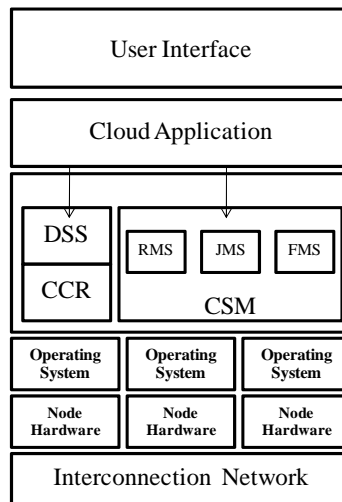 User Interface
Cloud Application
DSS
RMS JMS FMS
CCR
CSM
Operating System Operating System Operating System
Node Hardware Node Hardware Node Hardware
Interconnection Network